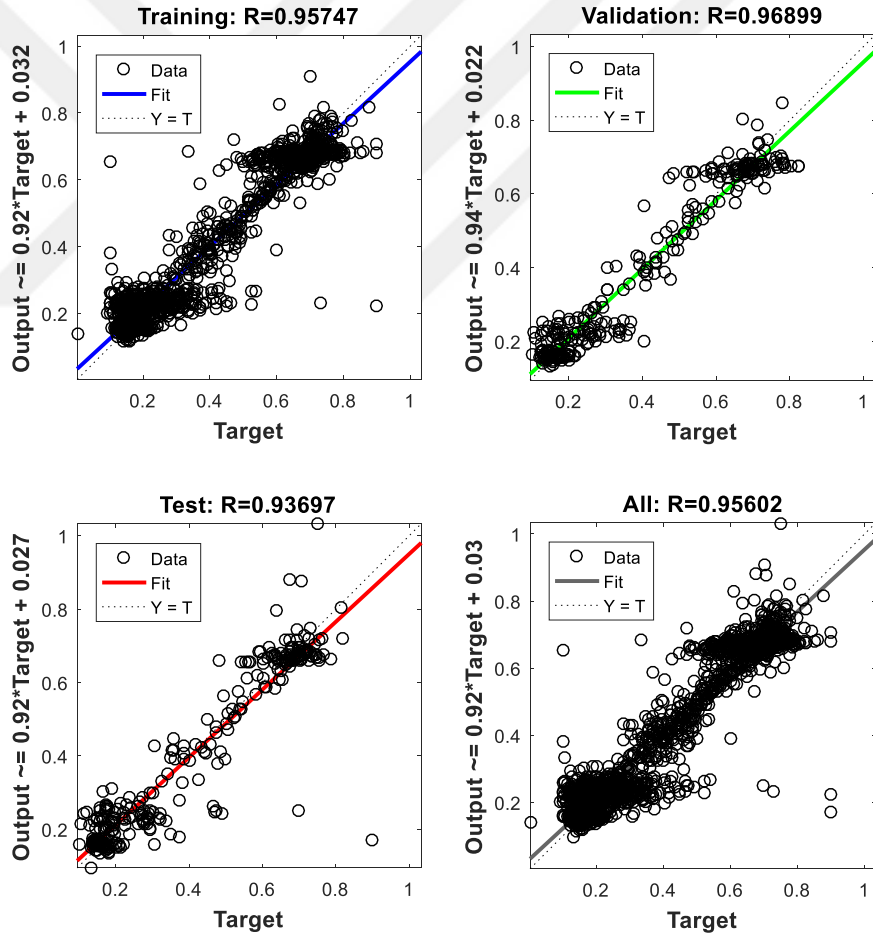 Training: R=0.95747
Output ~= 0.92*Target + 0.032
1
0.8
0.6
0.4
0.2
Data
Fit
Y = T
0.2 0.4 0.6 0.8 1
Target
Validation: R=0.96899
Output ~= 0.94*Target + 0.022
1
0.8
0.6
0.4
0.2
Data
Fit
Y = T
0.2 0.4 0.6 0.8 1
Target
Test: R=0.93697
Output ~= 0.92*Target + 0.027
1
0.8
0.6
0.4
0.2
Data
Fit
Y = T
0.2 0.4 0.6 0.8 1
Target
All: R=0.95602
Output ~= 0.92*Target + 0.03
1
0.8
0.6
0.4
0.2
Data
Fit
Y = T
0.2 0.4 0.6 0.8 1
Target